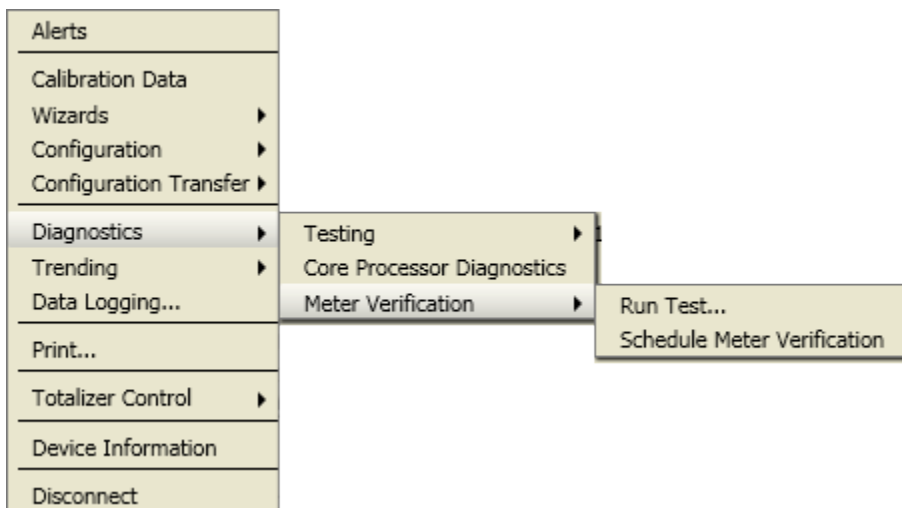 Alerts
Calibration Data
Wizards
Configuration
Configuration Transfer
Diagnostics
Trending
Data Logging...
Print...
Totalizer Control
Device Information
Disconnect
Testing
Core Processor Diagnostics
Meter Verification
Run Test...
Schedule Meter Verification